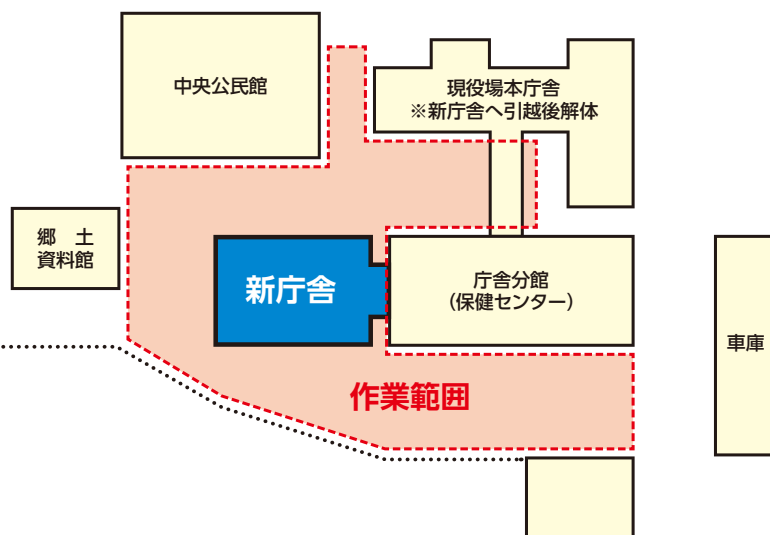 中央公民館
現役場本庁舎
※新庁舎へ引越後解体
郷　土
資料館
新庁舎
庁舎分館
（保健センター）
車庫
作業範囲